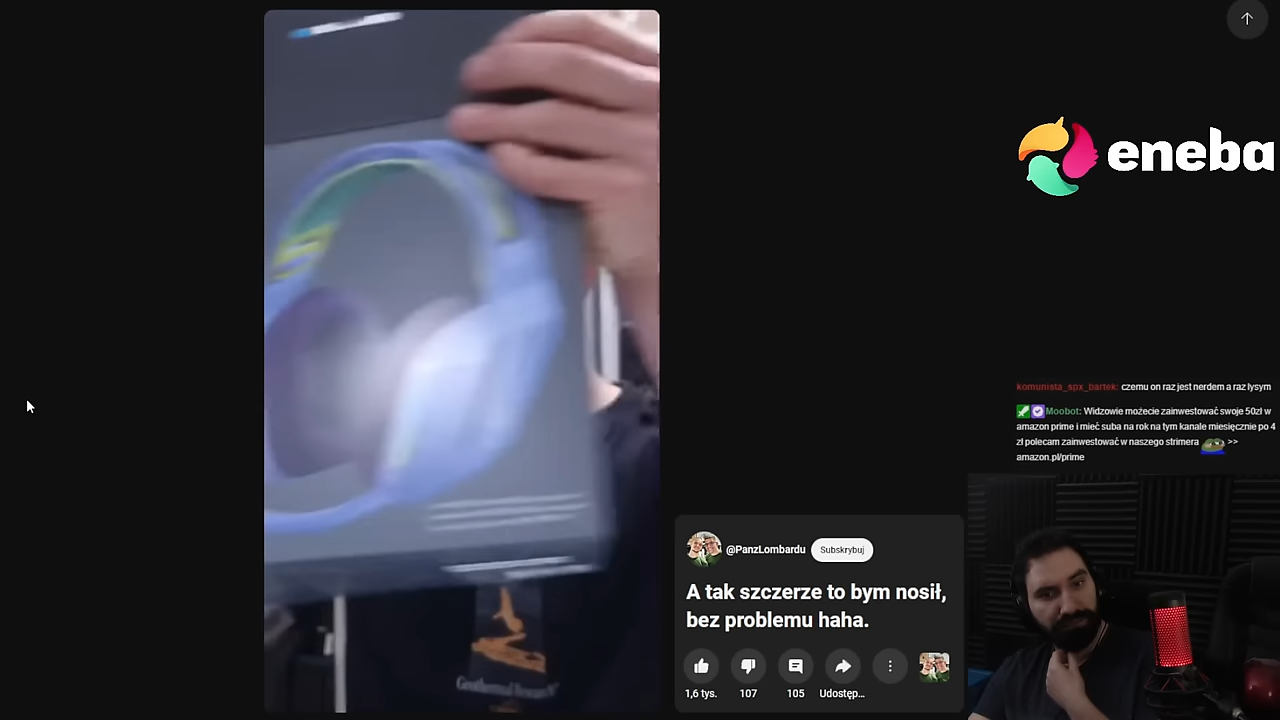 eneba
komunista_spx_bartek: czemu on raz jest nerdem a raz łysym
Moobot: Widzowie możecie zainwestować swoje 50zł w
amazon prime i mieć suba na rok na tym kanale miesięcznie po 4
zł polecam zainwestować w naszego strimera >>
amazon.pl/prime
@PanzLombardu
Subskrybuj
A tak szczerze to bym nosił,
bez problemu haha.
1,6 tys.
107
105
Udostęp...
Geothermal